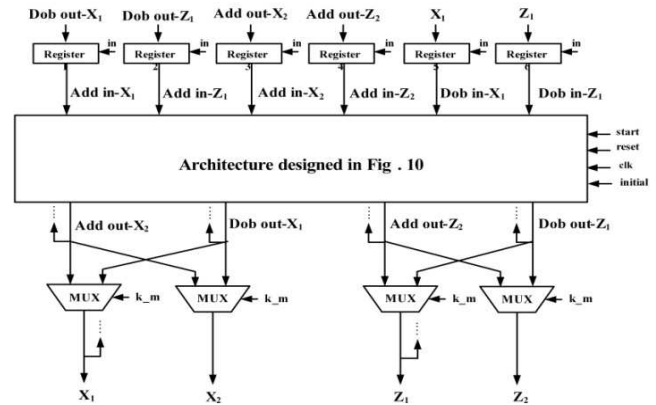 Dob out-X₁ Dob out-Z₁ Add out-X₂ Add out-Z₂ X₁ Z₁
Register in Register in Register in Register in Register in Register in
1 2 3 4 5 6
Add in-X₁ Add in-Z₁ Add in-X₂ Add in-Z₂ Dob in-X₁ Dob in-Z₁
start
reset
Architecture designed in Fig . 10
clk
initial
Add out-X₂ Dob out-X₁ Add out-Z₂ Dob out-Z₁
MUX k_m MUX k_m MUX k_m MUX k_m
X₁ X₂ Z₁ Z₂